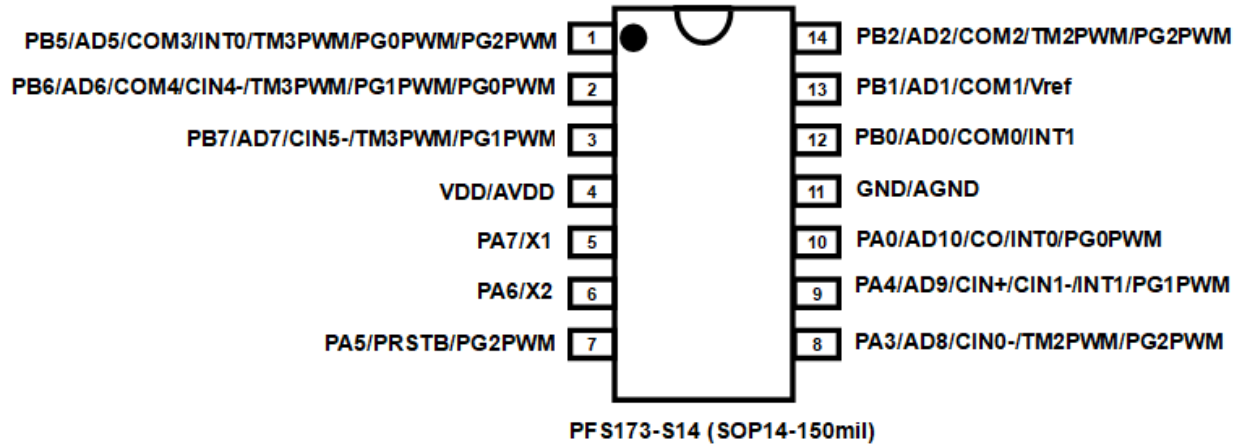 PB5/AD5/COM3/INT0/TM3PWM/PG0PWM/PG2PWM 1 14 PB2/AD2/COM2/TM2PWM/PG2PWM
PB6/AD6/COM4/CIN4-/TM3PWM/PG1PWM/PG0PWM 2 13 PB1/AD1/COM1/Vref
PB7/AD7/CIN5-/TM3PWM/PG1PWM 3 12 PB0/AD0/COM0/INT1
VDD/AVDD 4 11 GND/AGND
PA7/X1 5 10 PA0/AD10/CO/INT0/PG0PWM
PA6/X2 6 9 PA4/AD9/CIN+/CIN1-/INT1/PG1PWM
PA5/PRSTB/PG2PWM 7 8 PA3/AD8/CIN0-/TM2PWM/PG2PWM
PFS173-S14 (SOP14-150mil)